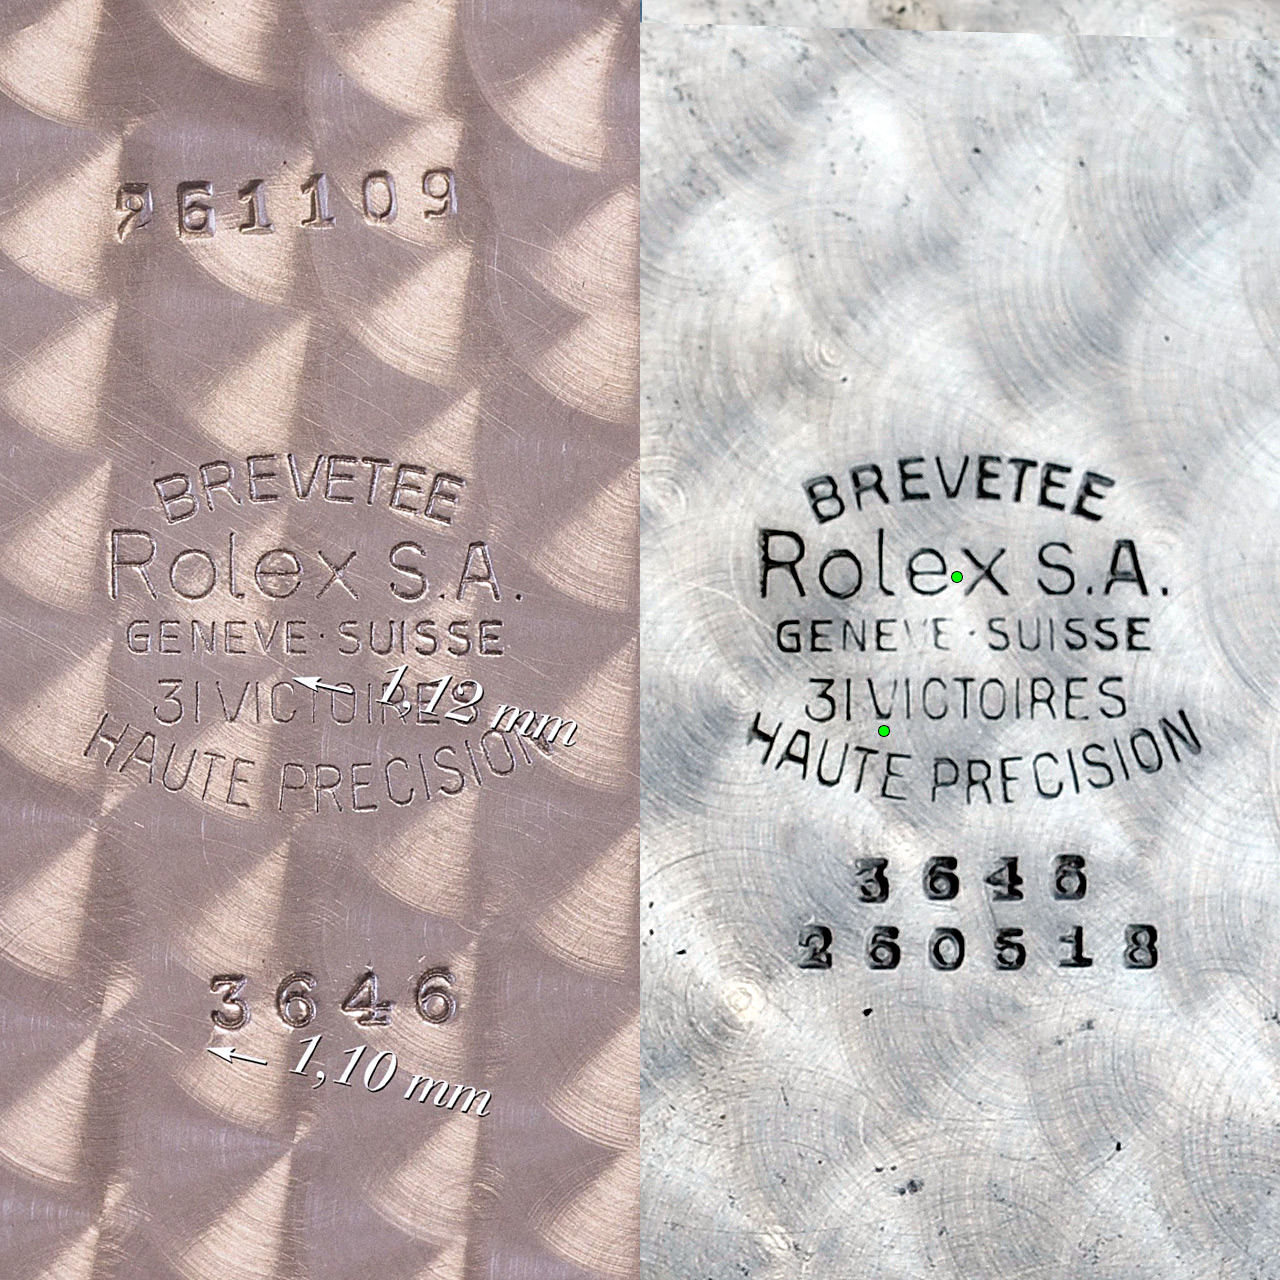 961109
BREVETEE
Rolex S.A.
GENEVE · SUISSE
31 VICTOIRES
1,12 mm
HAUTE PRECISION
3646
1,10 mm
BREVETEE
Rolex S.A.
GENEVE · SUISSE
31 VICTOIRES
HAUTE PRECISION
3646
260518